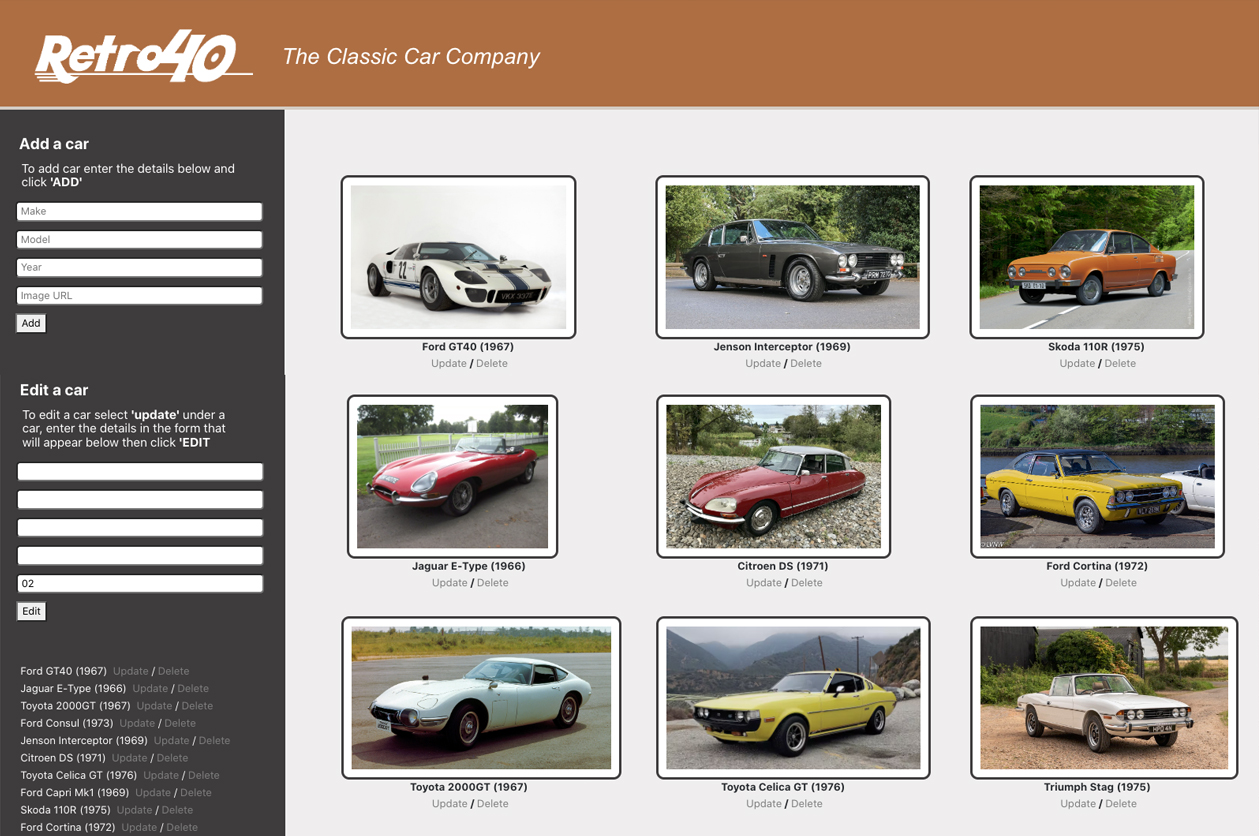 Retro40
The Classic Car Company
Add a car
To add car enter the details below and
click 'ADD'
Make
Model
Year
Image URL
Add
Edit a car
To edit a car select 'update' under a
car, enter the details in the form that
will appear below then click 'EDIT
02
Edit
Ford GT40 (1967) Update / Delete
Jaguar E-Type (1966) Update / Delete
Toyota 2000GT (1967) Update / Delete
Ford Consul (1973) Update / Delete
Jenson Interceptor (1969) Update / Delete
Citroen DS (1971) Update / Delete
Toyota Celica GT (1976) Update / Delete
Ford Capri Mk1 (1969) Update / Delete
Skoda 110R (1975) Update / Delete
Ford Cortina (1972) Update / Delete
22
Ford GT40 (1967)
Update / Delete
Jenson Interceptor (1969)
Update / Delete
Skoda 110R (1975)
Update / Delete
Jaguar E-Type (1966)
Update / Delete
Citroen DS (1971)
Update / Delete
Ford Cortina (1972)
Update / Delete
Toyota 2000GT (1967)
Update / Delete
Toyota Celica GT (1976)
Update / Delete
Triumph Stag (1975)
Update / Delete